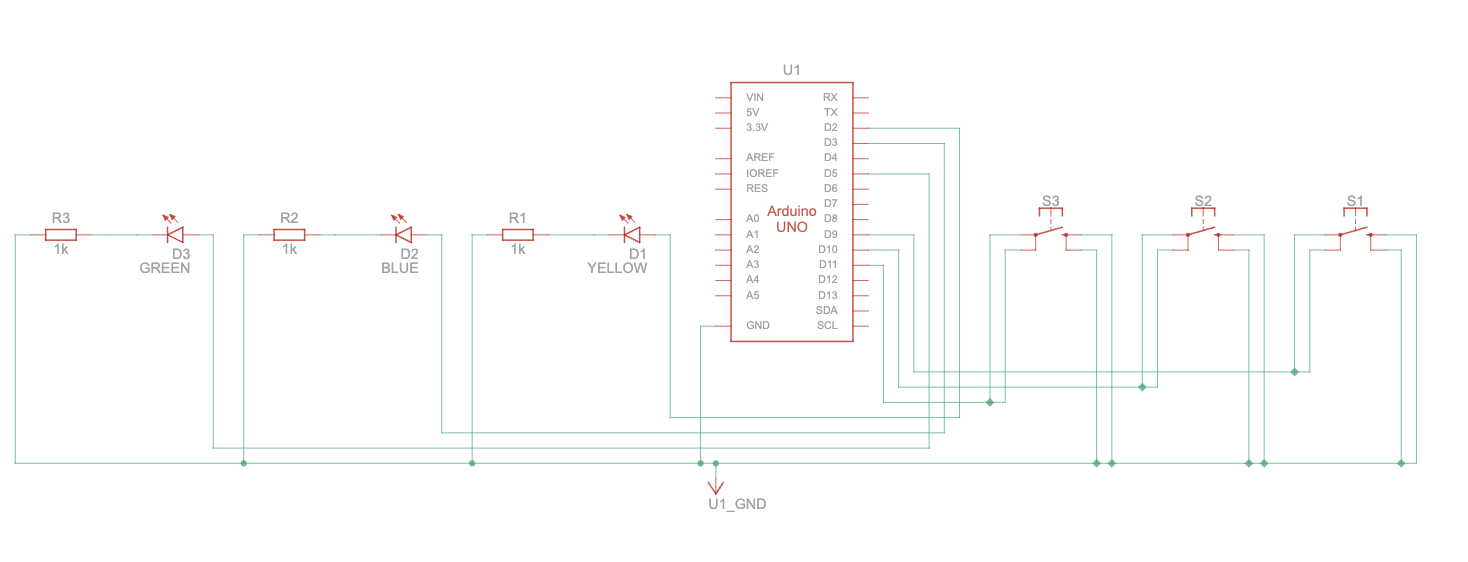 U1
VIN RX
5V TX
3.3V D2
D3
AREF D4
IOREF D5
RES D6
D7
A0 D8
A1 D9
A2 D10
A3 D11
A4 D12
A5 D13
SDA
GND SCL
Arduino
UNO
R3
1k
D3
GREEN
R2
1k
D2
BLUE
R1
1k
D1
YELLOW
S3
S2
S1
U1_GND